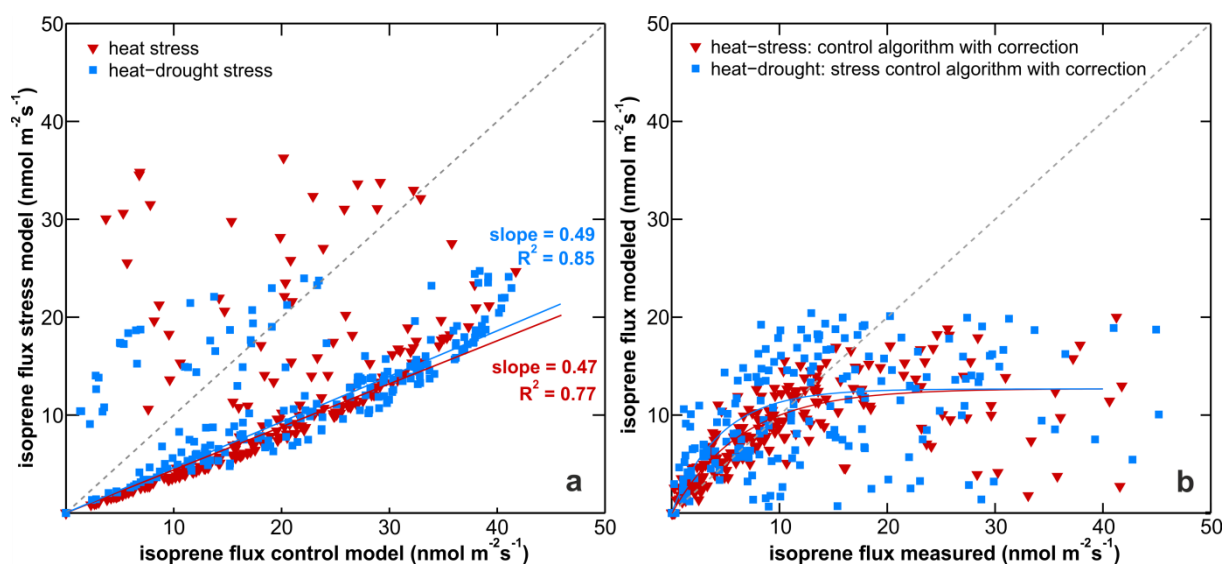 heat stress
heat-drought stress
slope = 0.49
R² = 0.85
slope = 0.47
R² = 0.77
a
50
40
30
20
10
10
20
30
40
50
isoprene flux stress model (nmol m⁻²s⁻¹)
isoprene flux control model (nmol m⁻²s⁻¹)
heat-stress: control algorithm with correction
heat-drought: stress control algorithm with correction
b
50
40
30
20
10
10
20
30
40
50
isoprene flux modeled (nmol m⁻²s⁻¹)
isoprene flux measured (nmol m⁻²s⁻¹)